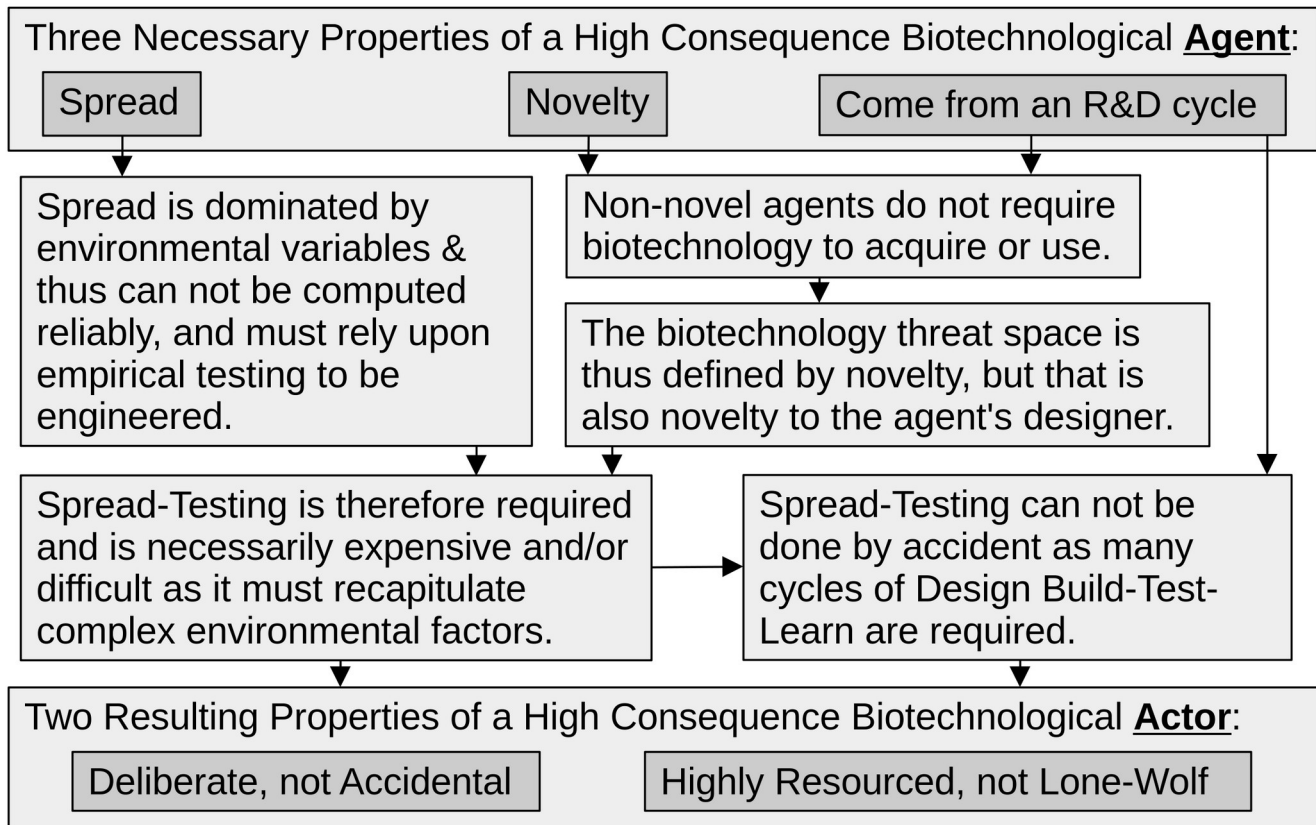 Three Necessary Properties of a High Consequence Biotechnological Agent:
Spread
Novelty
Come from an R&D cycle
Spread is dominated by
environmental variables &
thus can not be computed
reliably, and must rely upon
empirical testing to be
engineered.
Non-novel agents do not require
biotechnology to acquire or use.
The biotechnology threat space is
thus defined by novelty, but that is
also novelty to the agent's designer.
Spread-Testing is therefore required
and is necessarily expensive and/or
difficult as it must recapitulate
complex environmental factors.
Spread-Testing can not be
done by accident as many
cycles of Design Build-Test-
Learn are required.
Two Resulting Properties of a High Consequence Biotechnological Actor:
Deliberate, not Accidental
Highly Resourced, not Lone-Wolf